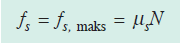 fₛ = fₛ, maks = μₛN